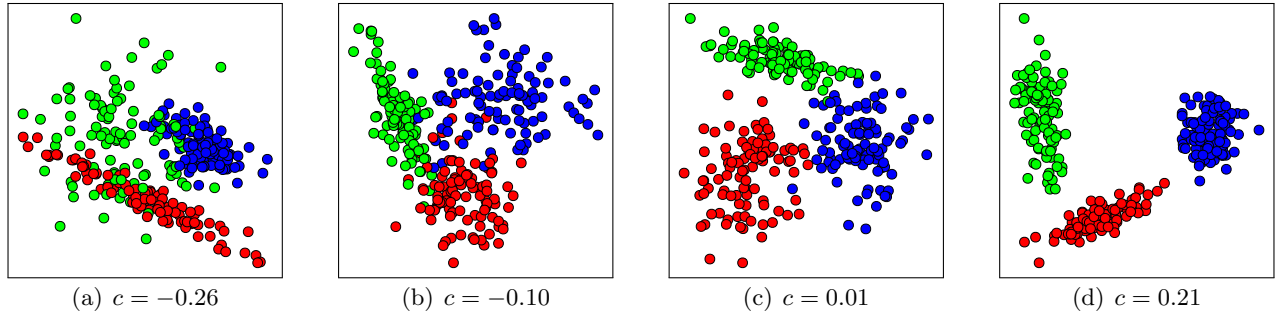 (a) c = −0.26
(b) c = −0.10
(c) c = 0.01
(d) c = 0.21